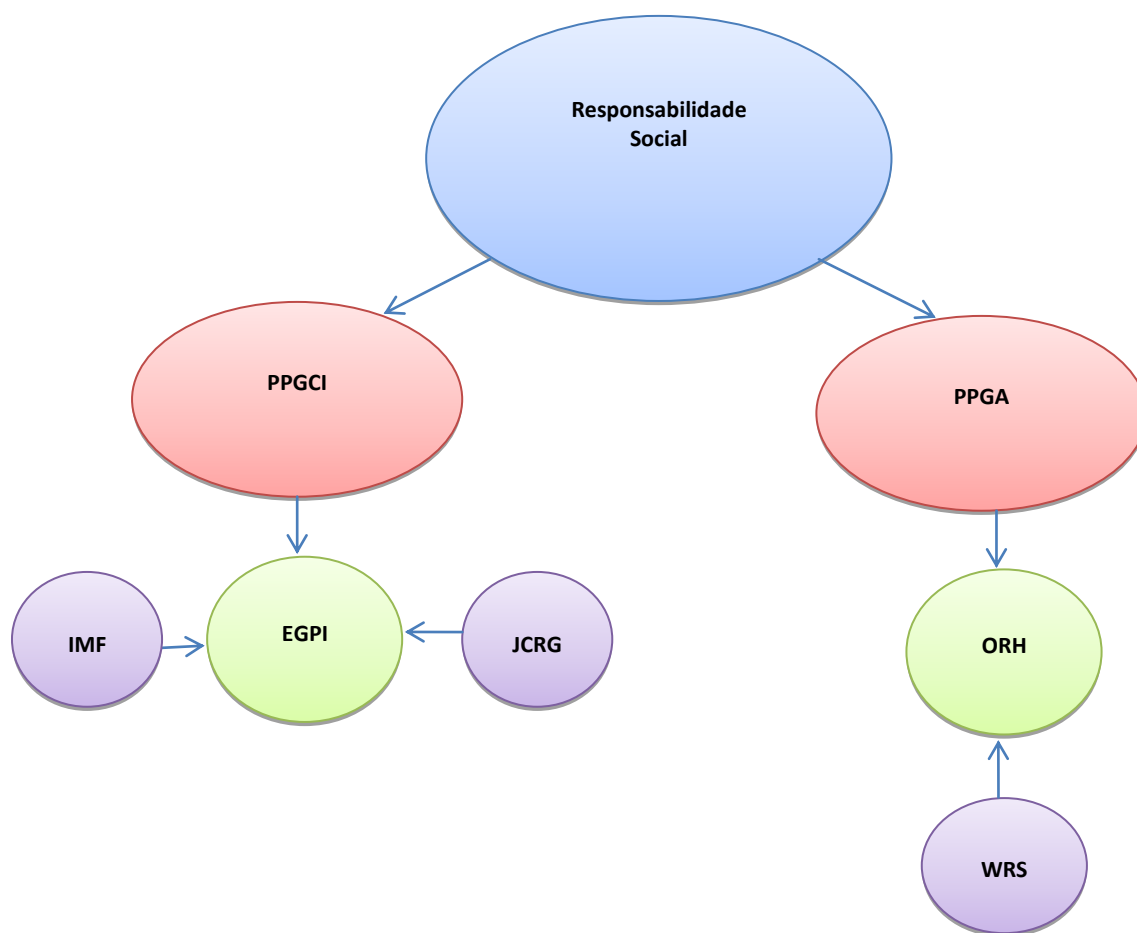 Responsabilidade
Social
PPGCI
PPGA
IMF
EGPI
JCRG
ORH
WRS